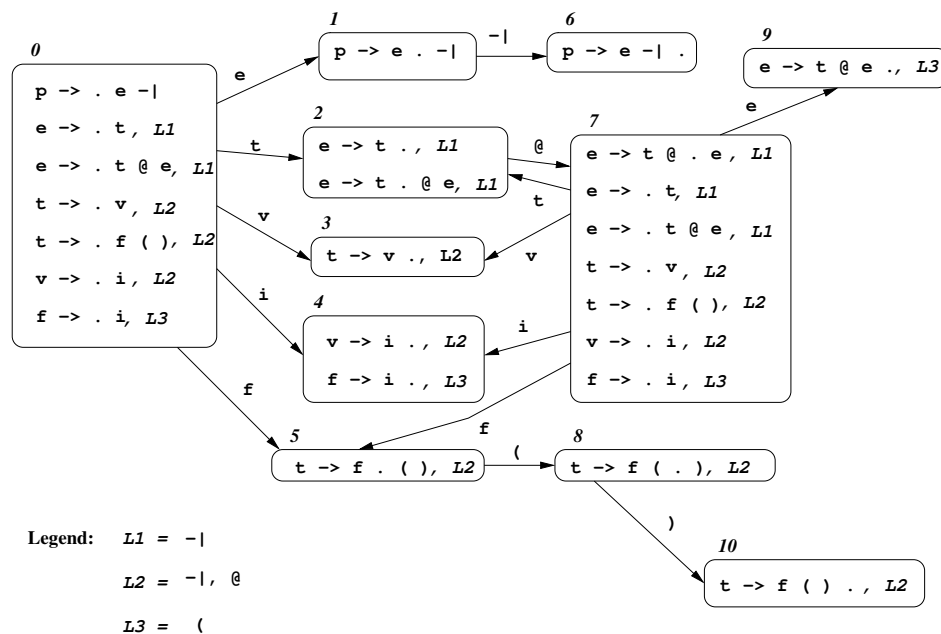 0
p -> . e -|
e -> . t, L1
e -> . t @ e, L1
t -> . v, L2
t -> . f ( ), L2
v -> . i, L2
f -> . i, L3
e
t
v
i
f
1
p -> e . -|
-|
6
p -> e -| .
2
e -> t ., L1
e -> t . @ e, L1
@
t
3
t -> v ., L2
v
4
v -> i ., L2
f -> i ., L3
i
7
e -> t @ . e, L1
e -> . t, L1
e -> . t @ e, L1
t -> . v, L2
t -> . f ( ), L2
v -> . i, L2
f -> . i, L3
e
9
e -> t @ e ., L3
f
5
t -> f . ( ), L2
(
8
t -> f ( . ), L2
)
10
t -> f ( ) ., L2
Legend: L1 = -|
L2 = -|, @
L3 = (